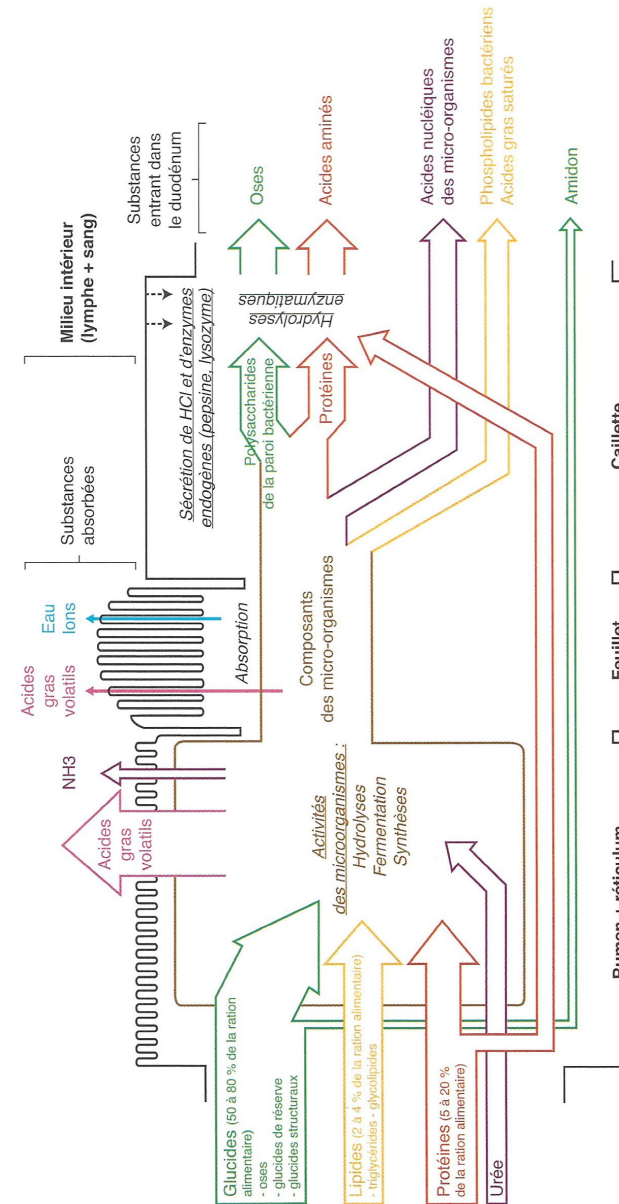 Milieu intérieur
(lymphe + sang)
Substances
absorbées
Substances
entrant dans
le duodénum
Acides
gras
volatils
NH3
Acides
gras
volatils
Eau
Ions
Absorption
Sécrétion de HCl et d'enzymes
endogènes (pepsine, lysozyme)
Glucides (50 à 80 % de la ration
alimentaire)
- oses
- glucides de réserve
- glucides structuraux
Lipides (2 à 4 % de la ration alimentaire)
- triglycérides - glycolipides
Protéines (5 à 20 %
de la ration alimentaire)
Urée
Activités
des microorganismes :
Hydrolyses
Fermentation
Synthèses
Composants
des micro-organismes
Polysaccharides
de la paroi bactérienne
Protéines
Hydrolyses
enzymatiques
Oses
Acides aminés
Acides nucléiques
des micro-organismes
Phospholipides bactériens
Acides gras saturés
Amidon
Rumen + réticulum
Feuillet
Caillette